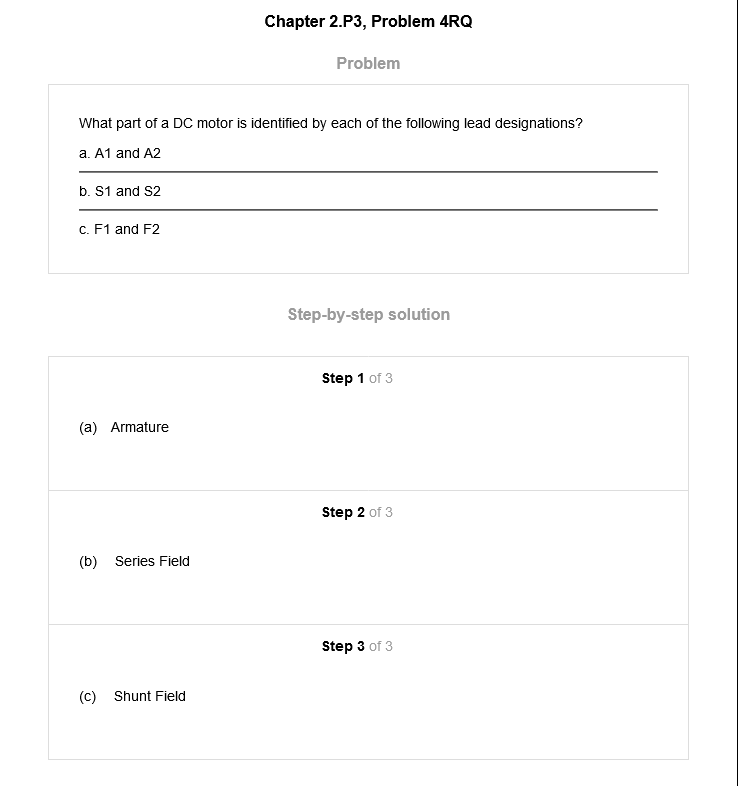 Chapter 2.P3, Problem 4RQ
Problem
What part of a DC motor is identified by each of the following lead designations?
a. A1 and A2
b. S1 and S2
c. F1 and F2
Step-by-step solution
Step 1 of 3
(a) Armature
Step 2 of 3
(b) Series Field
Step 3 of 3
(c) Shunt Field